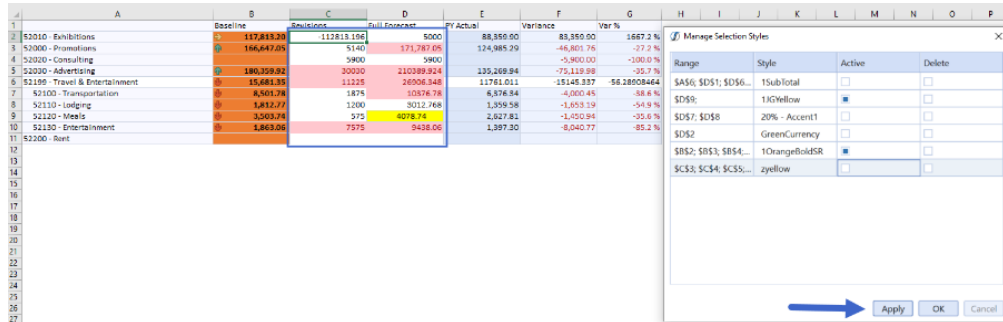 A B C D E F G H I J K L M N O P
1 Baseline Revisions Full Forecast PY Actual Variance Var %
2 52010 - Exhibitions 117,813.20 -112813.196 5000 88,359.90 83,359.90 1667.2 %
3 52000 - Promotions 166,647.05 5140 171,787.05 124,985.29 -46,801.76 -27.2 %
4 52020 - Consulting 5900 5900 -5,900.00 -100.0 %
5 52030 - Advertising 180,359.92 30030 210389.924 135,269.94 -75,119.98 -35.7 %
6 52199 - Travel & Entertainment 15,681.35 11225 26906.348 11761.011 -15145.337 -56.28908464
7 52100 - Transportation 8,501.78 1875 10376.78 6,376.34 -4,000.45 -38.6 %
8 52110 - Lodging 1,812.77 1200 3012.768 1,359.58 -1,653.19 -54.9 %
9 52120 - Meals 3,503.74 575 4078.74 2,627.81 -1,450.94 -35.6 %
10 52130 - Entertainment 1,863.06 7575 9438.06 1,397.30 -8,040.77 -85.2 %
11 52200 - Rent
12
13
14
15
16
17
18
19
20
21
22
23
24
25
26
27
Manage Selection Styles
Range Style Active Delete
$A$6; $D$1; $D$6... 1SubTotal
$D$9; 1JGYellow
$D$7; $D$8 20% - Accent1
$D$2 GreenCurrency
$B$2; $B$3; $B$4;... 1OrangeBoldSR
$C$3; $C$4; $C$5;... zyellow
Apply OK Cancel